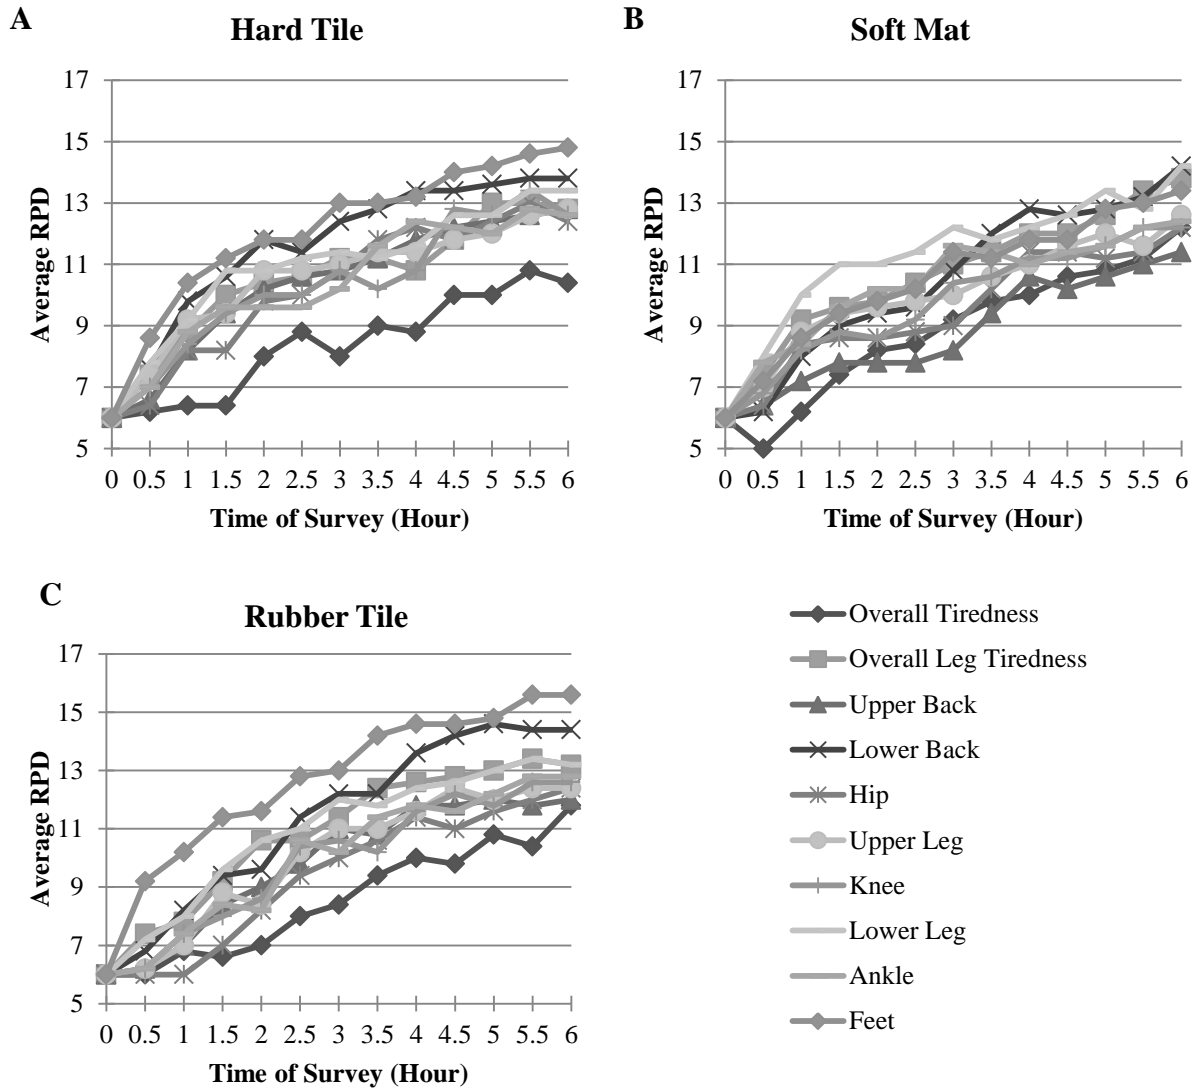 A
Hard Tile
17
15
13
11
9
7
5
Average RPD
0 0.5 1 1.5 2 2.5 3 3.5 4 4.5 5 5.5 6
Time of Survey (Hour)
B
Soft Mat
17
15
13
11
9
7
5
Average RPD
0 0.5 1 1.5 2 2.5 3 3.5 4 4.5 5 5.5 6
Time of Survey (Hour)
C
Rubber Tile
17
15
13
11
9
7
5
Average RPD
0 0.5 1 1.5 2 2.5 3 3.5 4 4.5 5 5.5 6
Time of Survey (Hour)
Overall Tiredness
Overall Leg Tiredness
Upper Back
Lower Back
Hip
Upper Leg
Knee
Lower Leg
Ankle
Feet